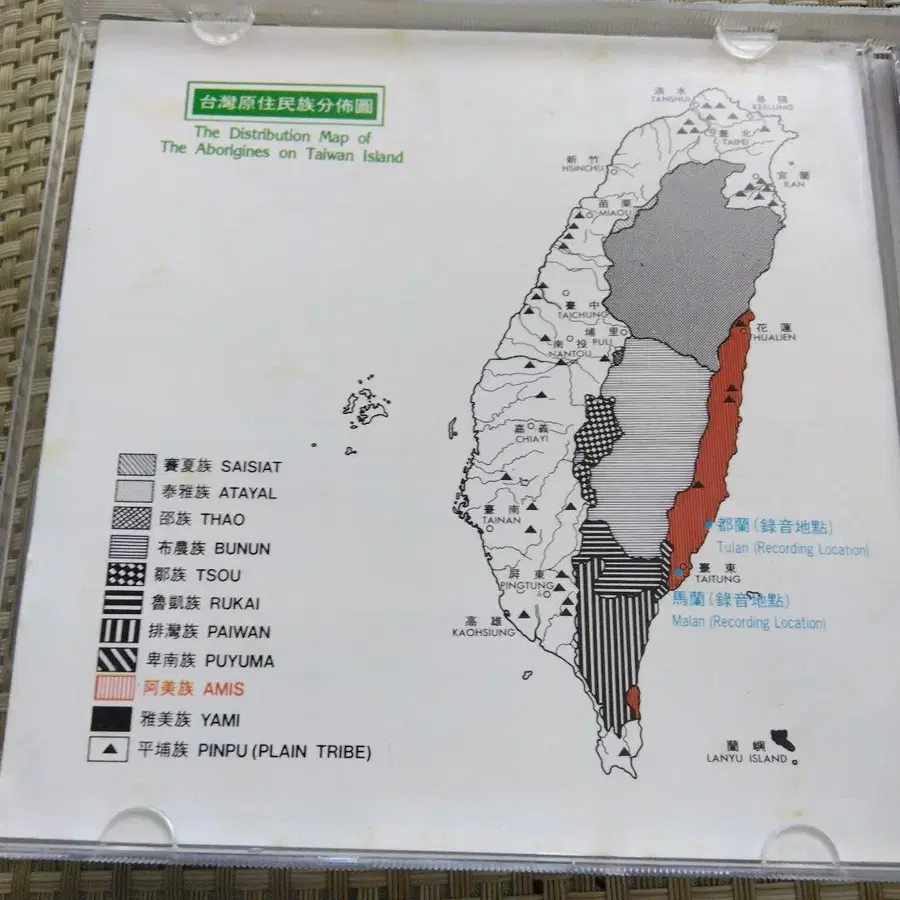 台灣原住民族分佈圖
The Distribution Map of
The Aborigines on Taiwan Island
淡水
TANGHUI
基隆
KEELUNG
臺北
TAIPEI
新竹
HSINCHU
宜蘭
ILAN
苗栗
MIAOLI
臺中
TAICHUNG
埔里
PULI
南投
NANTOU
花蓮
HUALIEN
嘉義
CHIAYI
臺南
TAINAN
都蘭(錄音地點)
Tulan (Recording Location)
臺東
TAITUNG
屏東
PINGTUNG
馬蘭(錄音地點)
Malan (Recording Location)
高雄
KAOHSIUNG
蘭嶼
LANYU ISLAND
賽夏族 SAISIAT
泰雅族 ATAYAL
邵族 THAO
布農族 BUNUN
鄒族 TSOU
魯凱族 RUKAI
排灣族 PAIWAN
卑南族 PUYUMA
阿美族 AMIS
雅美族 YAMI
平埔族 PINPU (PLAIN TRIBE)